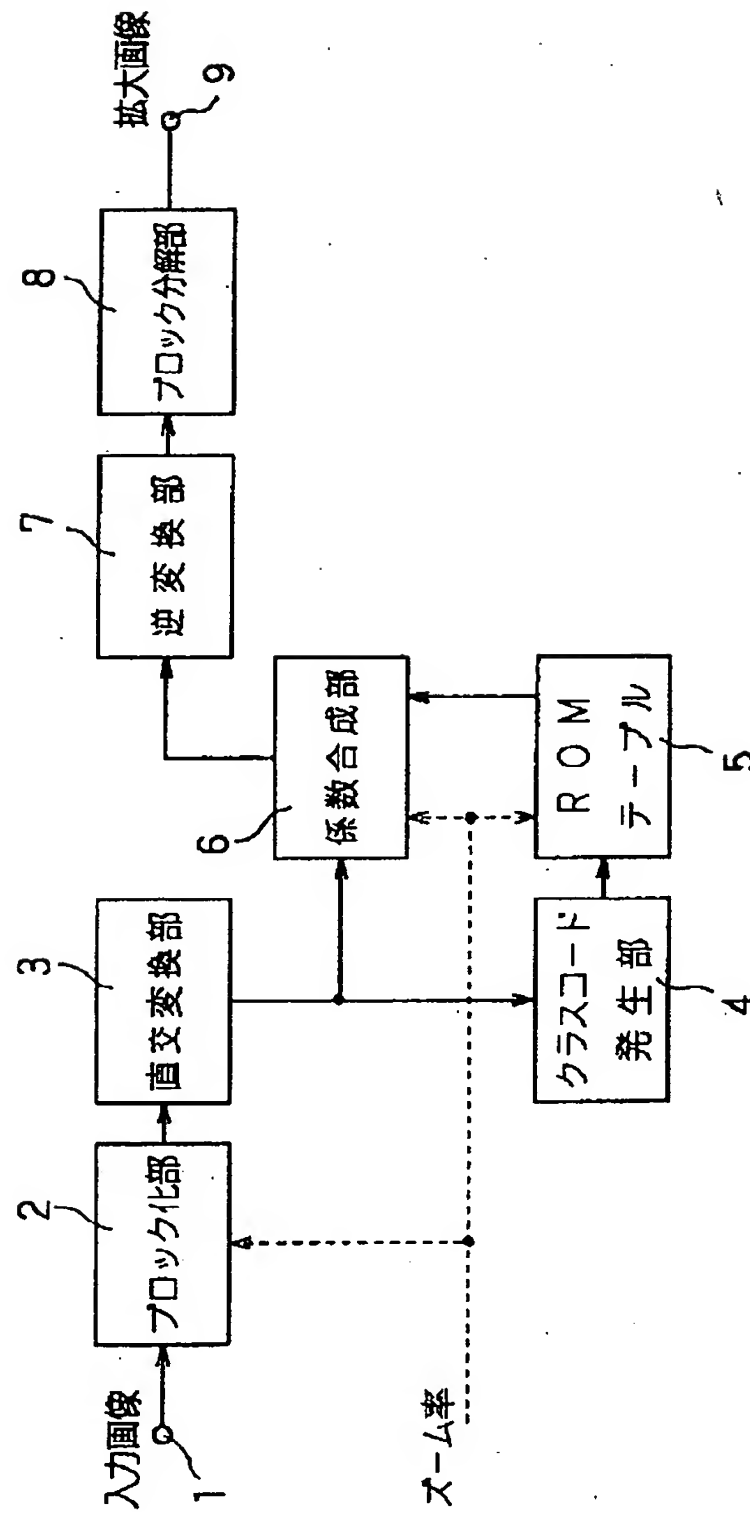 入力画像
1
2
ブロック化部
3
直交変換部
クラスコード
発生部
4
ROM
テーブル
5
6
係数合成部
7
逆変換部
8
ブロック分解部
拡大画像
9
ズーム率